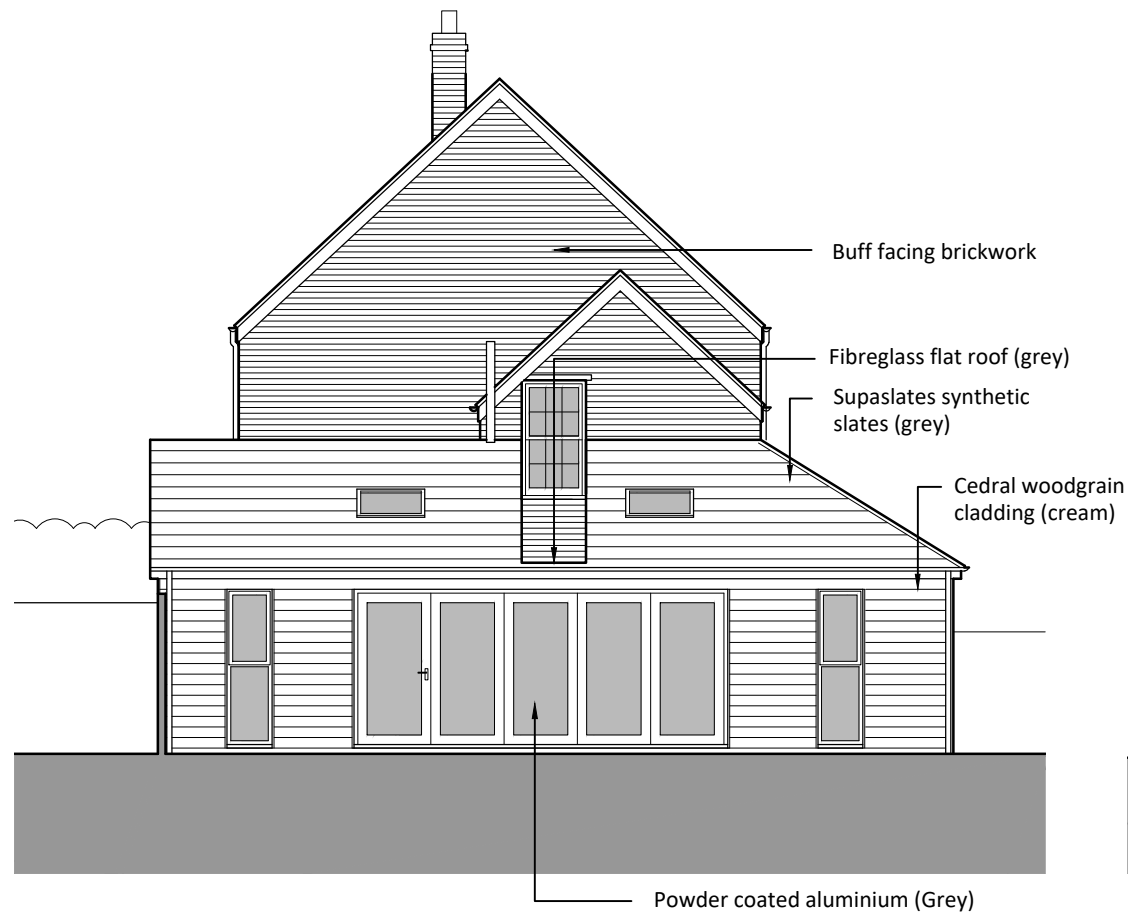 Buff facing brickwork
Fibreglass flat roof (grey)
Supaslates synthetic
slates (grey)
Cedral woodgrain
cladding (cream)
Powder coated aluminium (Grey)